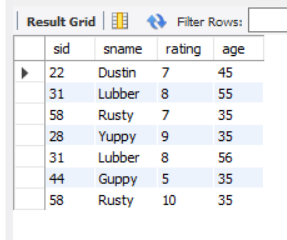 Result Grid Filter Rows:
sid sname rating age
22 Dustin 7 45
31 Lubber 8 55
58 Rusty 7 35
28 Yuppy 9 35
31 Lubber 8 56
44 Guppy 5 35
58 Rusty 10 35